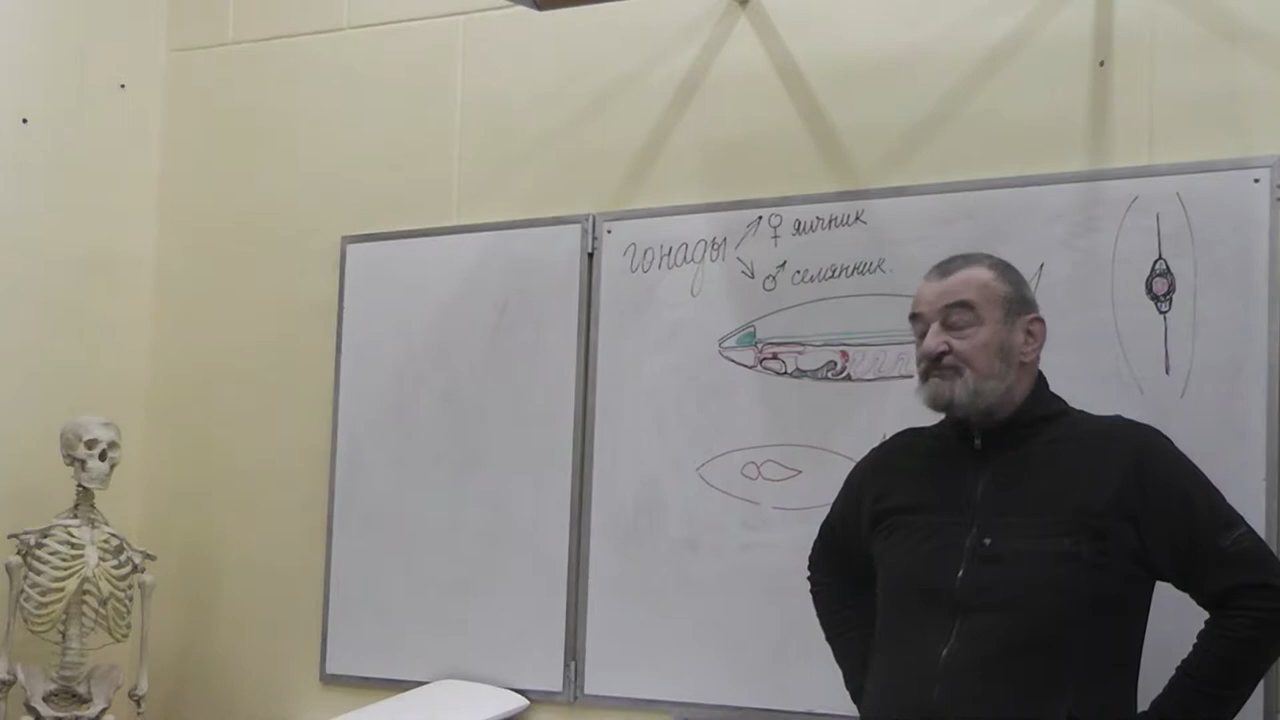 гонады ↗ ♀ яичник
↘ ♂ семянник.